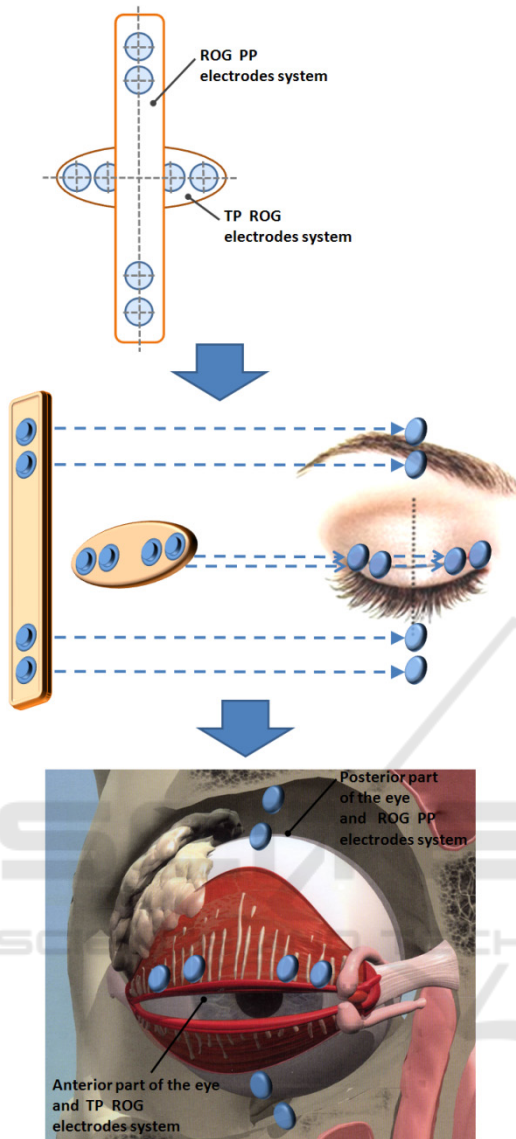 ROG PP
electrodes system
TP ROG
electrodes system
Posterior part
of the eye
and ROG PP
electrodes system
Anterior part of the eye
and TP ROG
electrodes system